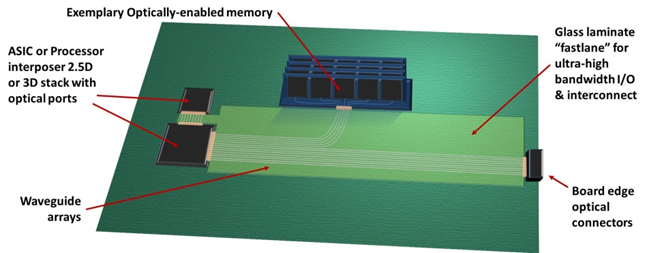 Exemplary Optically-enabled memory
ASIC or Processor
interposer 2.5D
or 3D stack with
optical ports
Glass laminate
“fastlane” for
ultra-high
bandwidth I/O
& interconnect
Waveguide
arrays
Board edge
optical
connectors